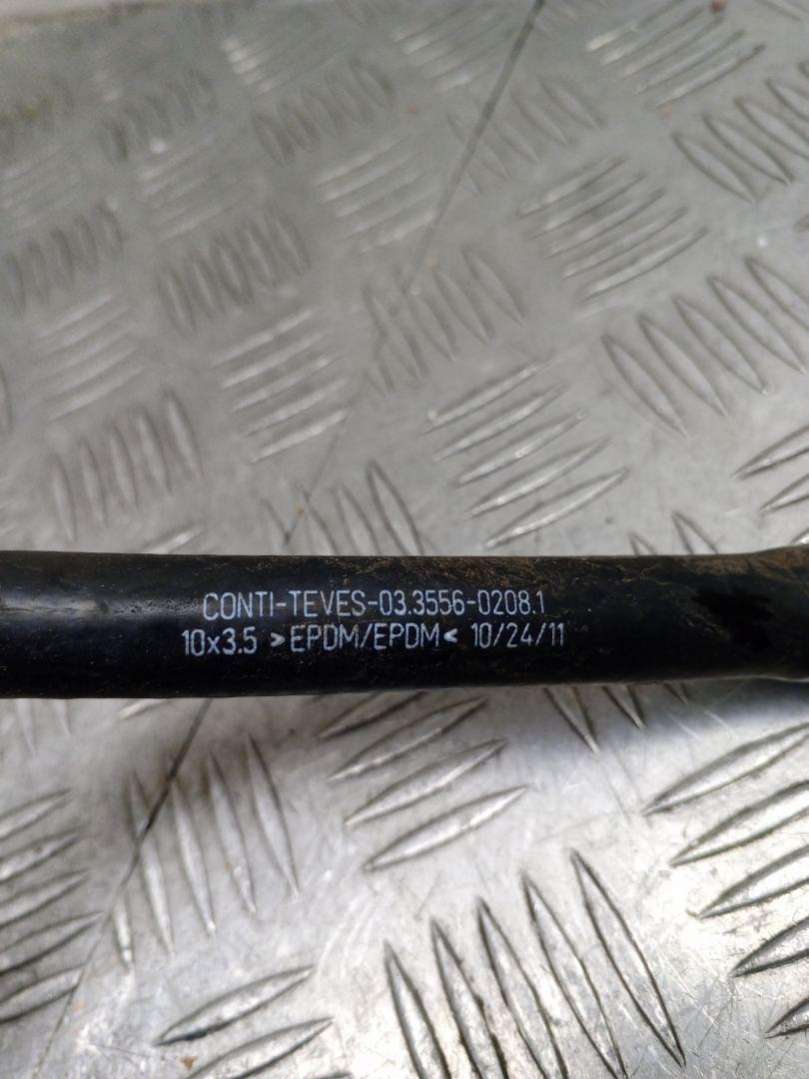 CONTI-TEVES-03.3556-0208.1
10x3.5 >EPDM/EPDM< 10/24/11